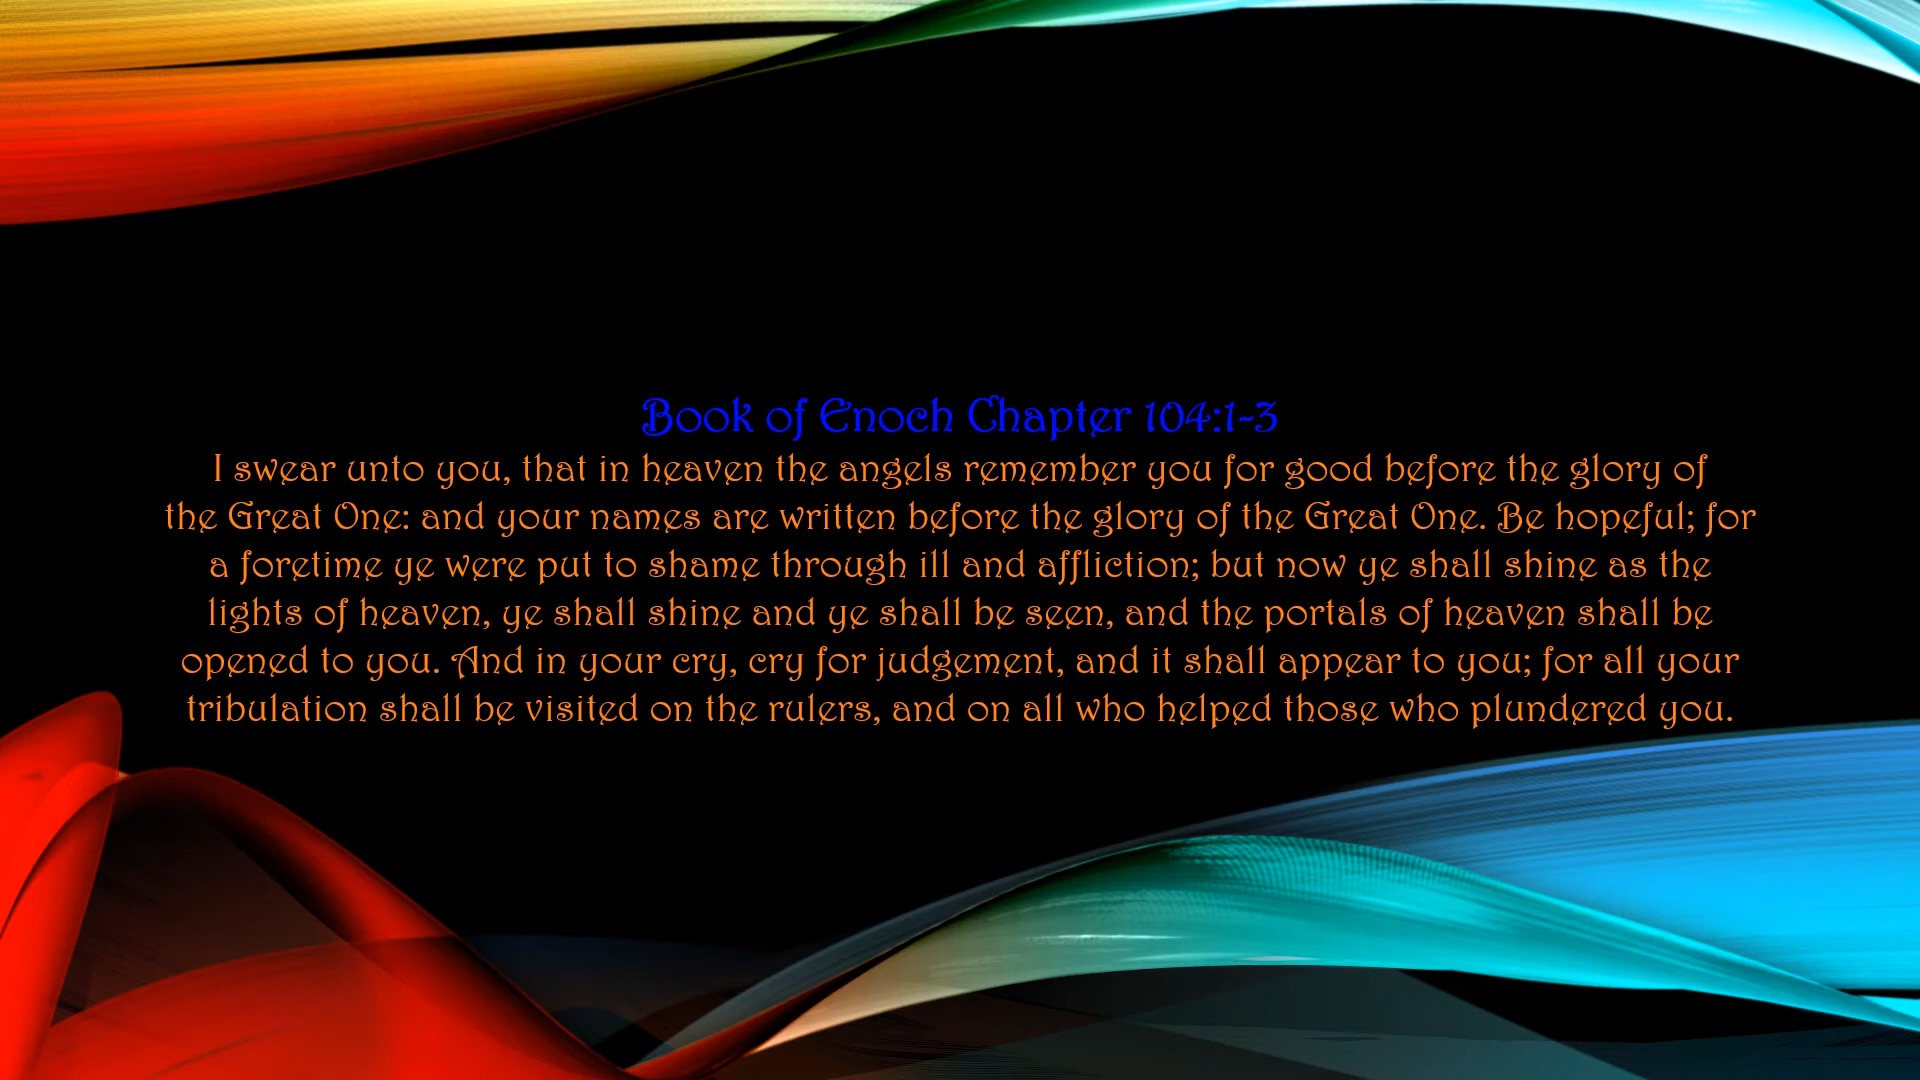 Book of Enoch Chapter 104:1-3
I swear unto you, that in heaven the angels remember you for good before the glory of
the Great One: and your names are written before the glory of the Great One. Be hopeful; for
a foretime ye were put to shame through ill and affliction; but now ye shall shine as the
lights of heaven, ye shall shine and ye shall be seen, and the portals of heaven shall be
opened to you. And in your cry, cry for judgement, and it shall appear to you; for all your
tribulation shall be visited on the rulers, and on all who helped those who plundered you.